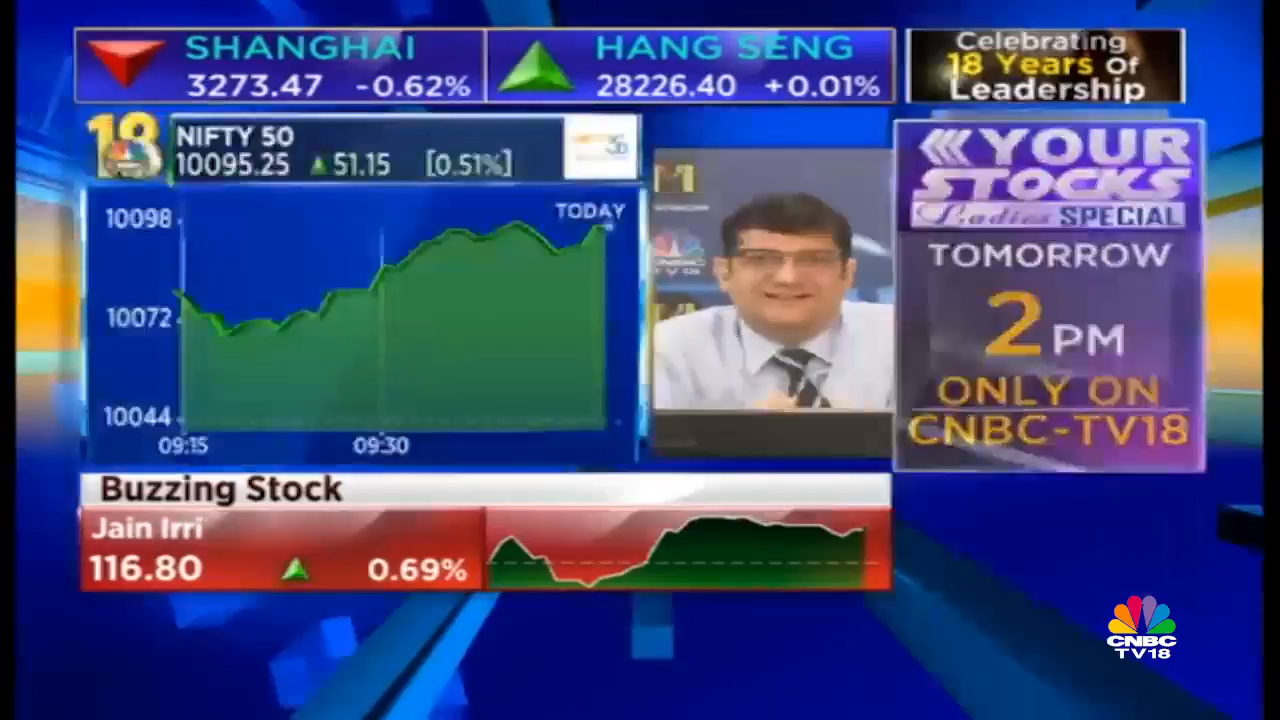 SHANGHAI
3273.47 -0.62%
HANG SENG
28226.40 +0.01%
Celebrating
18 Years Of
Leadership
18
NIFTY 50
10095.25 51.15 [0.51%]
10098
TODAY
10072
10044
09:15 09:30
YOUR
STOCKS
Ladies SPECIAL
TOMORROW
2 PM
ONLY ON
CNBC-TV18
Buzzing Stock
Jain Irri
116.80 0.69%
CNBC
TV18